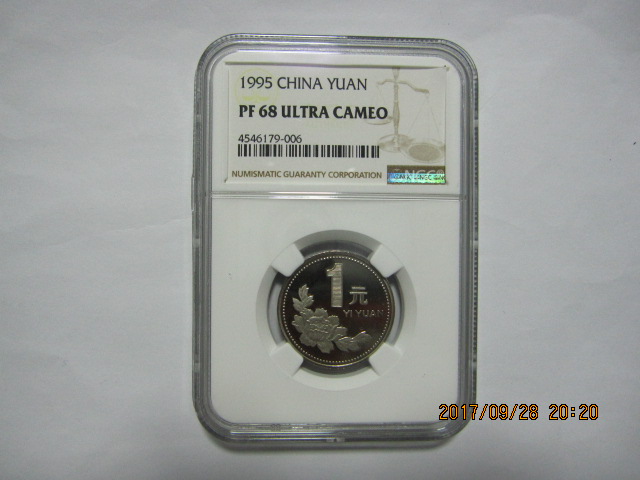 1995 CHINA YUAN
PF 68 ULTRA CAMEO
4546179-006
NUMISMATIC GUARANTY CORPORATION
NGC
1元
YI YUAN
2017/09/28 20:20